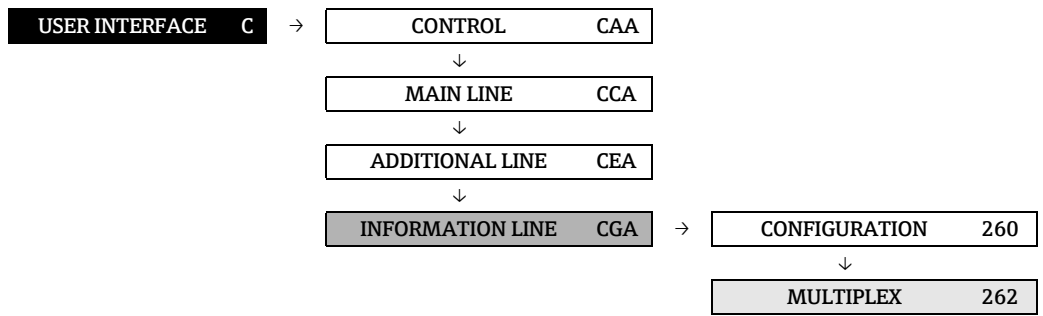 USER INTERFACE C → CONTROL CAA
↓
MAIN LINE CCA
↓
ADDITIONAL LINE CEA
↓
INFORMATION LINE CGA → CONFIGURATION 260
↓
MULTIPLEX 262